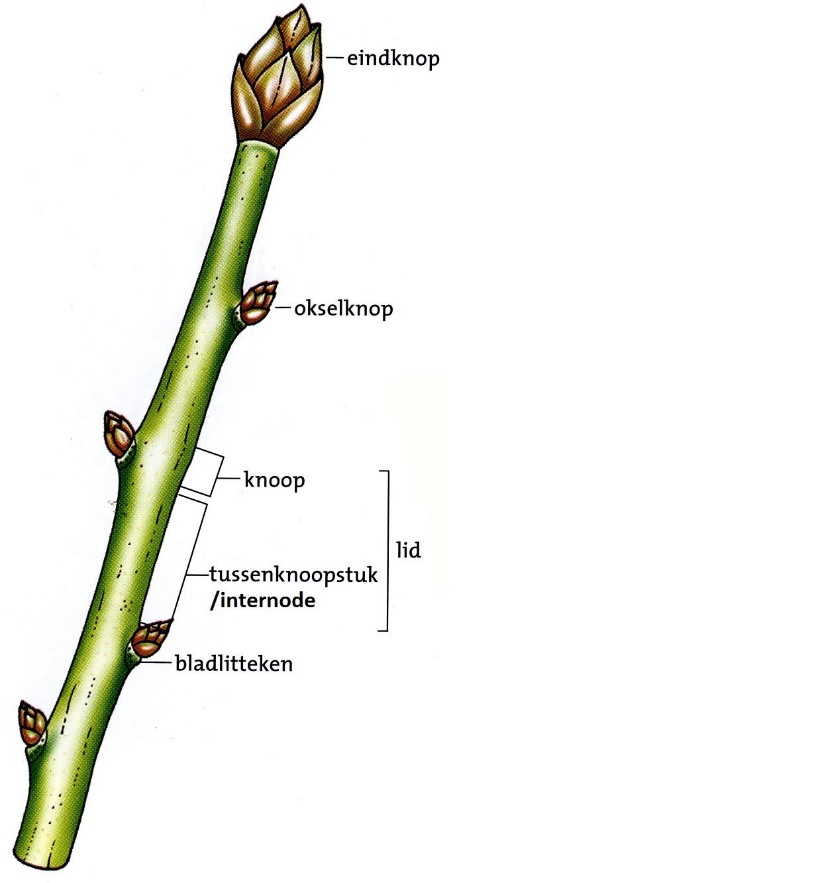 eindknop
okselknop
knoop
lid
tussenknoopstuk
/internode
bladlitteken